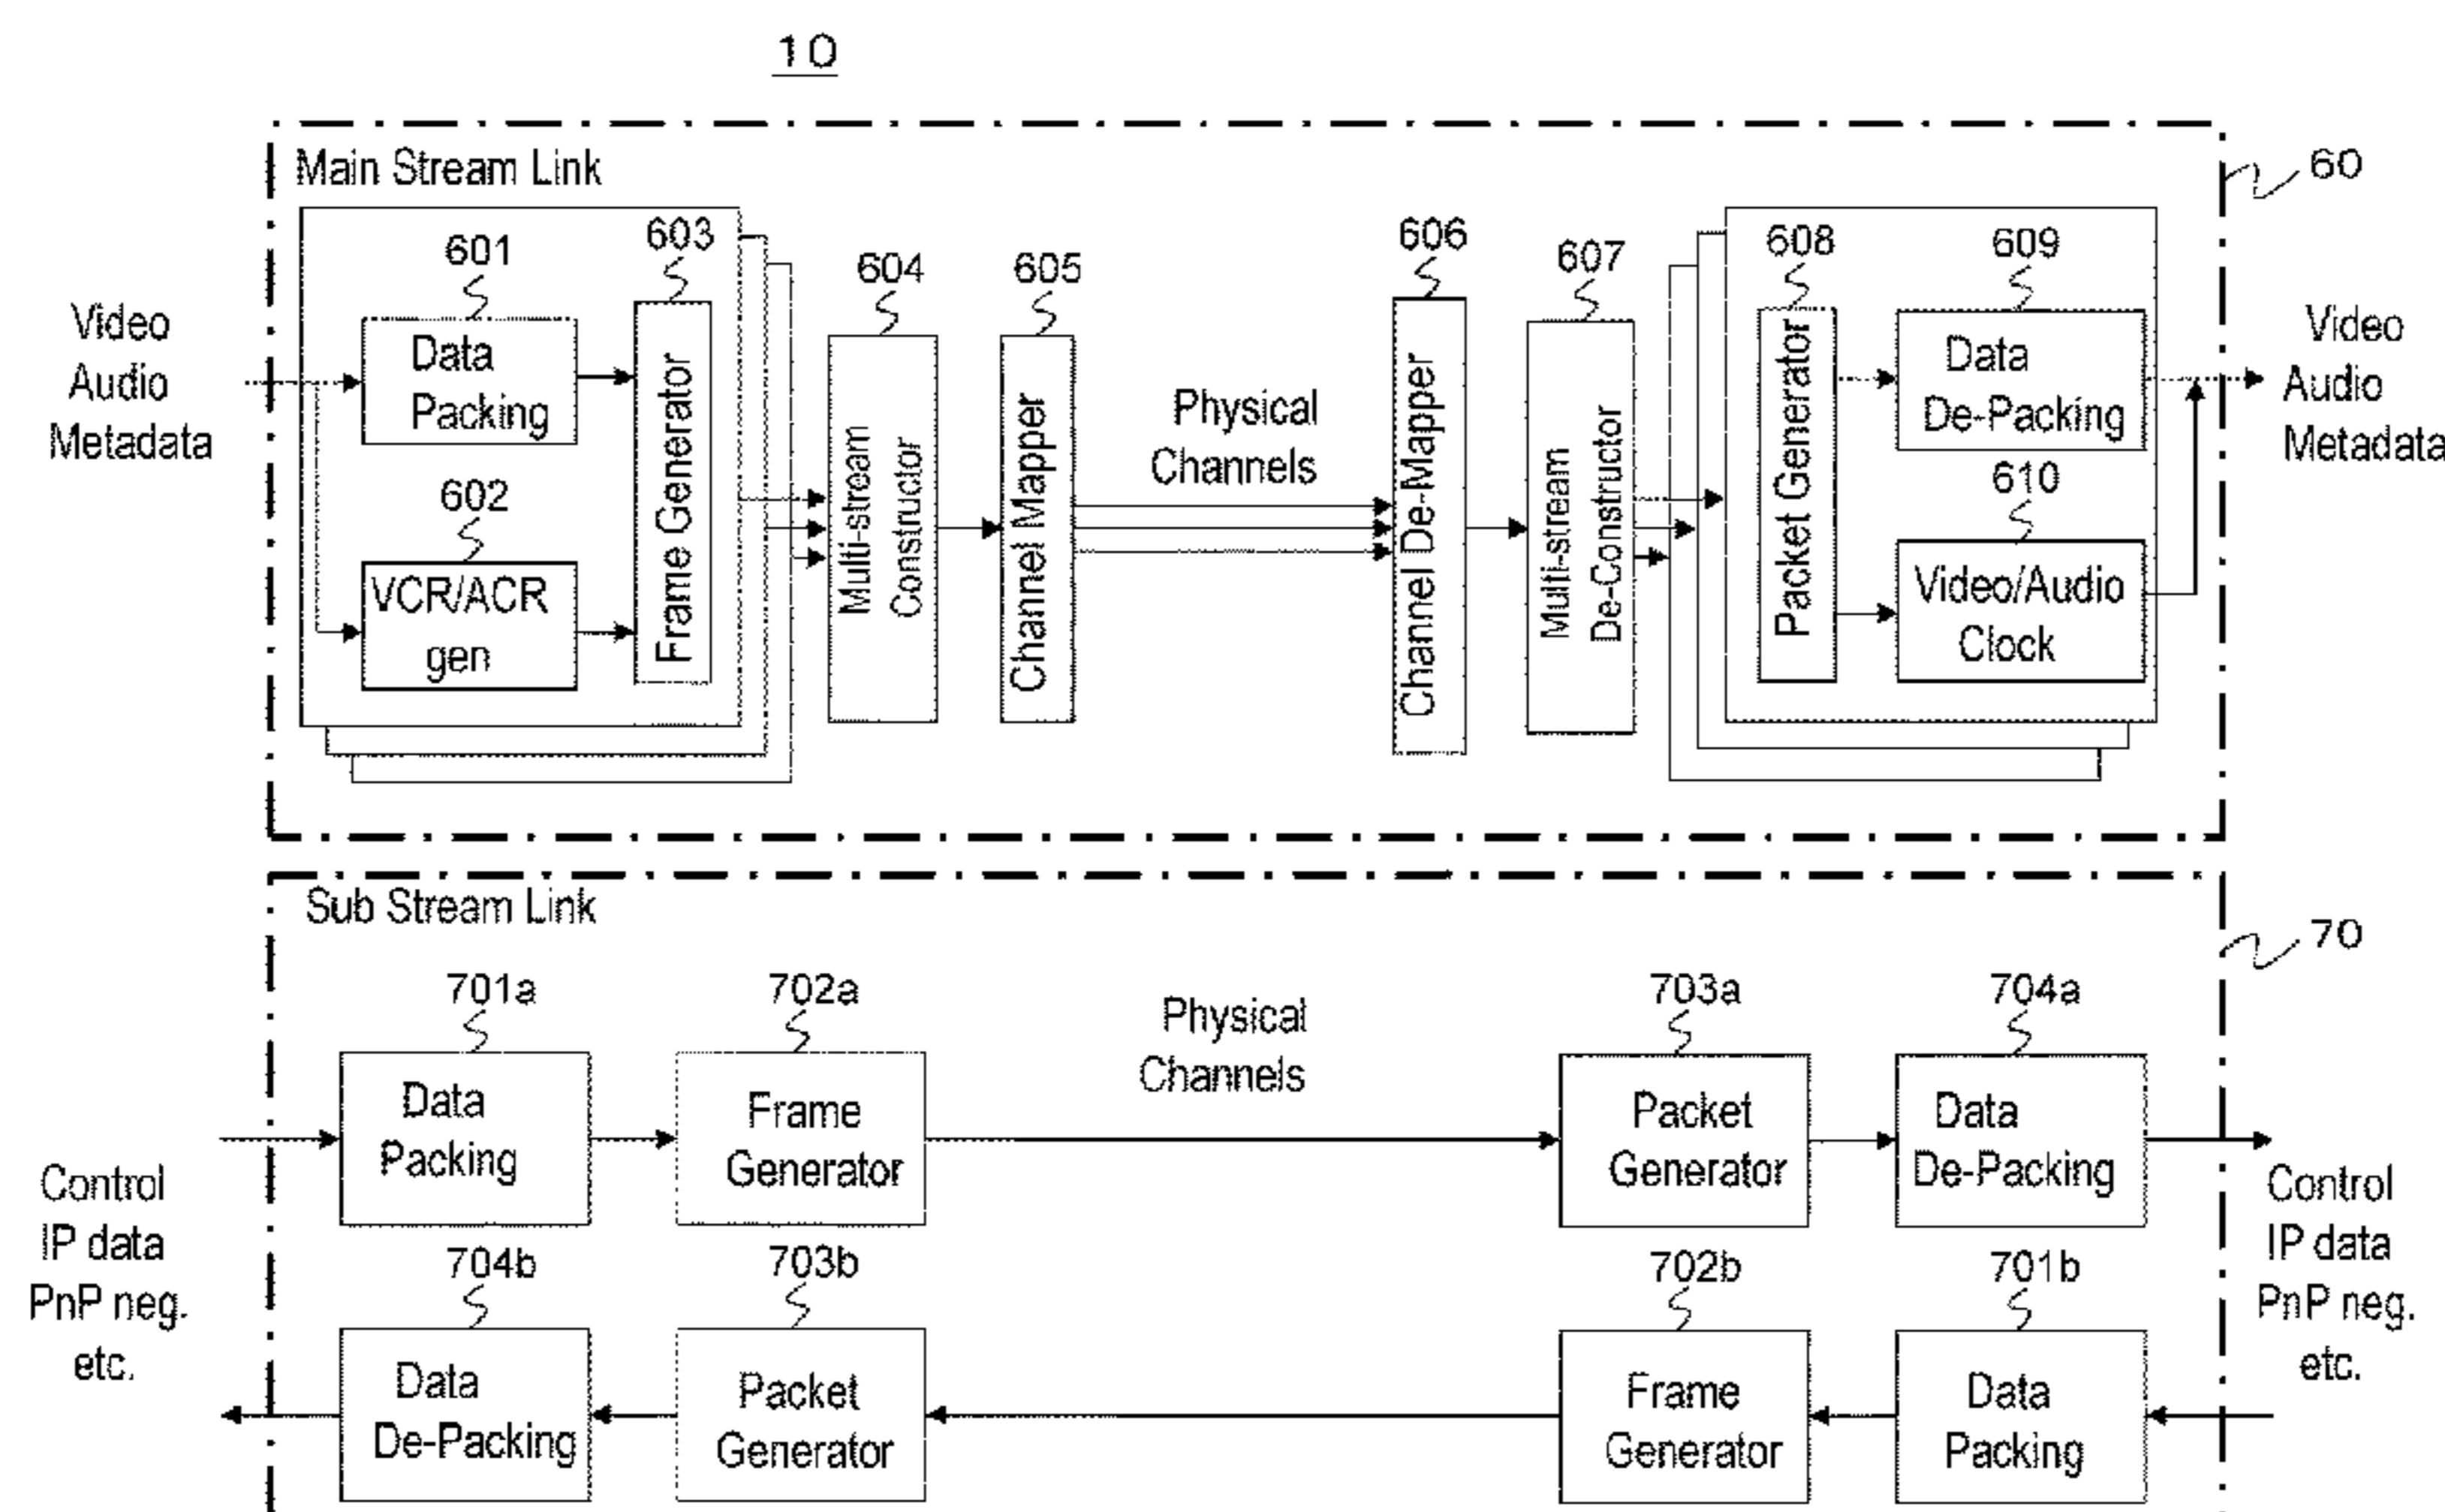 10
Main Stream Link
60
601
603
604
605
606
607
608
609
Video
Audio
Metadata
Data
Packing
602
VCR/ACR
gen
Frame Generator
Multi-stream
Constructor
Channel Mapper
Physical
Channels
Channel De-Mapper
Multi-stream
De-Constructor
Packet Generator
Data
De-Packing
610
Video/Audio
Clock
Video
Audio
Metadata
Sub Stream Link
70
701a
702a
Physical
Channels
703a
704a
Data
Packing
Frame
Generator
Packet
Generator
Data
De-Packing
Control
IP data
PnP neg.
etc.
Control
IP data
PnP neg.
etc.
704b
703b
702b
701b
Data
De-Packing
Packet
Generator
Frame
Generator
Data
Packing